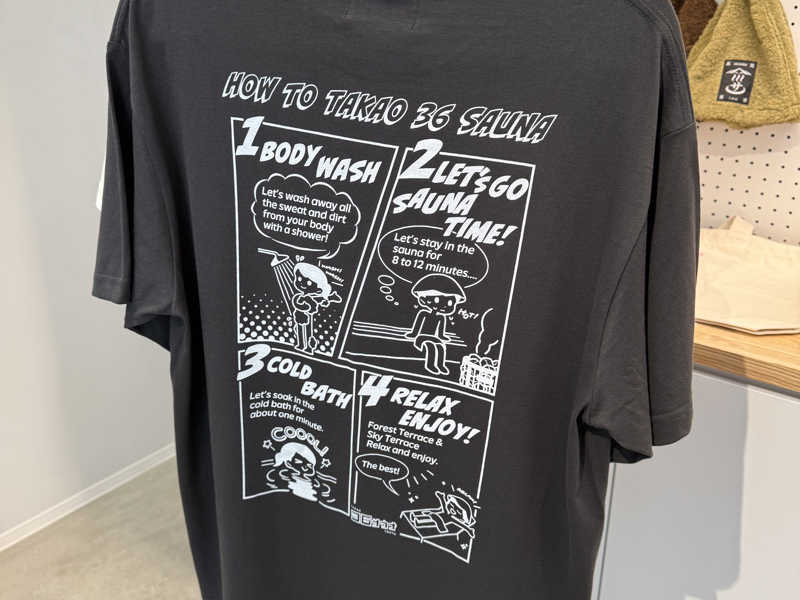 HOW TO TAKAO 36 SAUNA
1 BODY WASH
Let's wash away all
the sweat and dirt
from your body
with a shower!
2 LET'S GO
SAUNA
TIME!
Let's stay in the
sauna for
8 to 12 minutes....
HOT!
3 COLD
BATH
Let's soak in the
cold bath for
about one minute.
COOOL!
4 RELAX
ENJOY!
Forest Terrace &
Sky Terrace
Relax and enjoy.
The best!